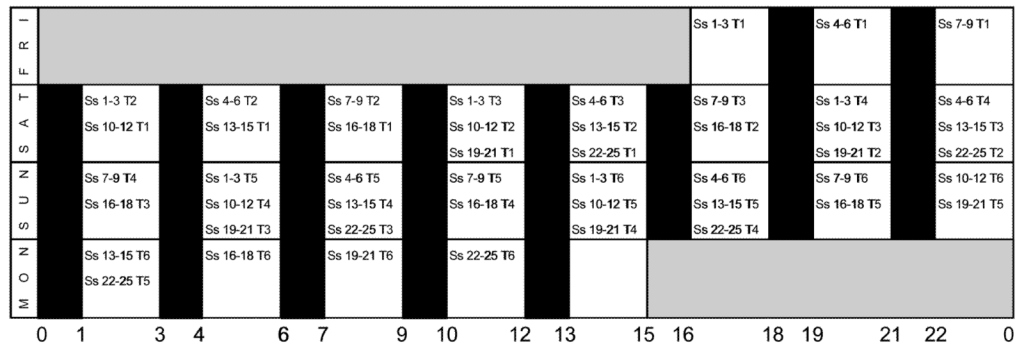 FRI
Ss 1-3 T1
Ss 4-6 T1
Ss 7-9 T1
SAT
Ss 1-3 T2
Ss 10-12 T1
Ss 4-6 T2
Ss 13-15 T1
Ss 7-9 T2
Ss 16-18 T1
Ss 1-3 T3
Ss 10-12 T2
Ss 19-21 T1
Ss 4-6 T3
Ss 13-15 T2
Ss 22-25 T1
Ss 7-9 T3
Ss 16-18 T2
Ss 1-3 T4
Ss 10-12 T3
Ss 19-21 T2
Ss 4-6 T4
Ss 13-15 T3
Ss 22-25 T2
SUN
Ss 7-9 T4
Ss 16-18 T3
Ss 1-3 T5
Ss 10-12 T4
Ss 19-21 T3
Ss 4-6 T5
Ss 13-15 T4
Ss 22-25 T3
Ss 7-9 T5
Ss 16-18 T4
Ss 1-3 T6
Ss 10-12 T5
Ss 19-21 T4
Ss 4-6 T6
Ss 13-15 T5
Ss 22-25 T4
Ss 7-9 T6
Ss 16-18 T5
Ss 10-12 T6
Ss 19-21 T5
MON
Ss 13-15 T6
Ss 22-25 T5
Ss 16-18 T6
Ss 19-21 T6
Ss 22-25 T6
0 1 3 4 6 7 9 10 12 13 15 16 18 19 21 22 0